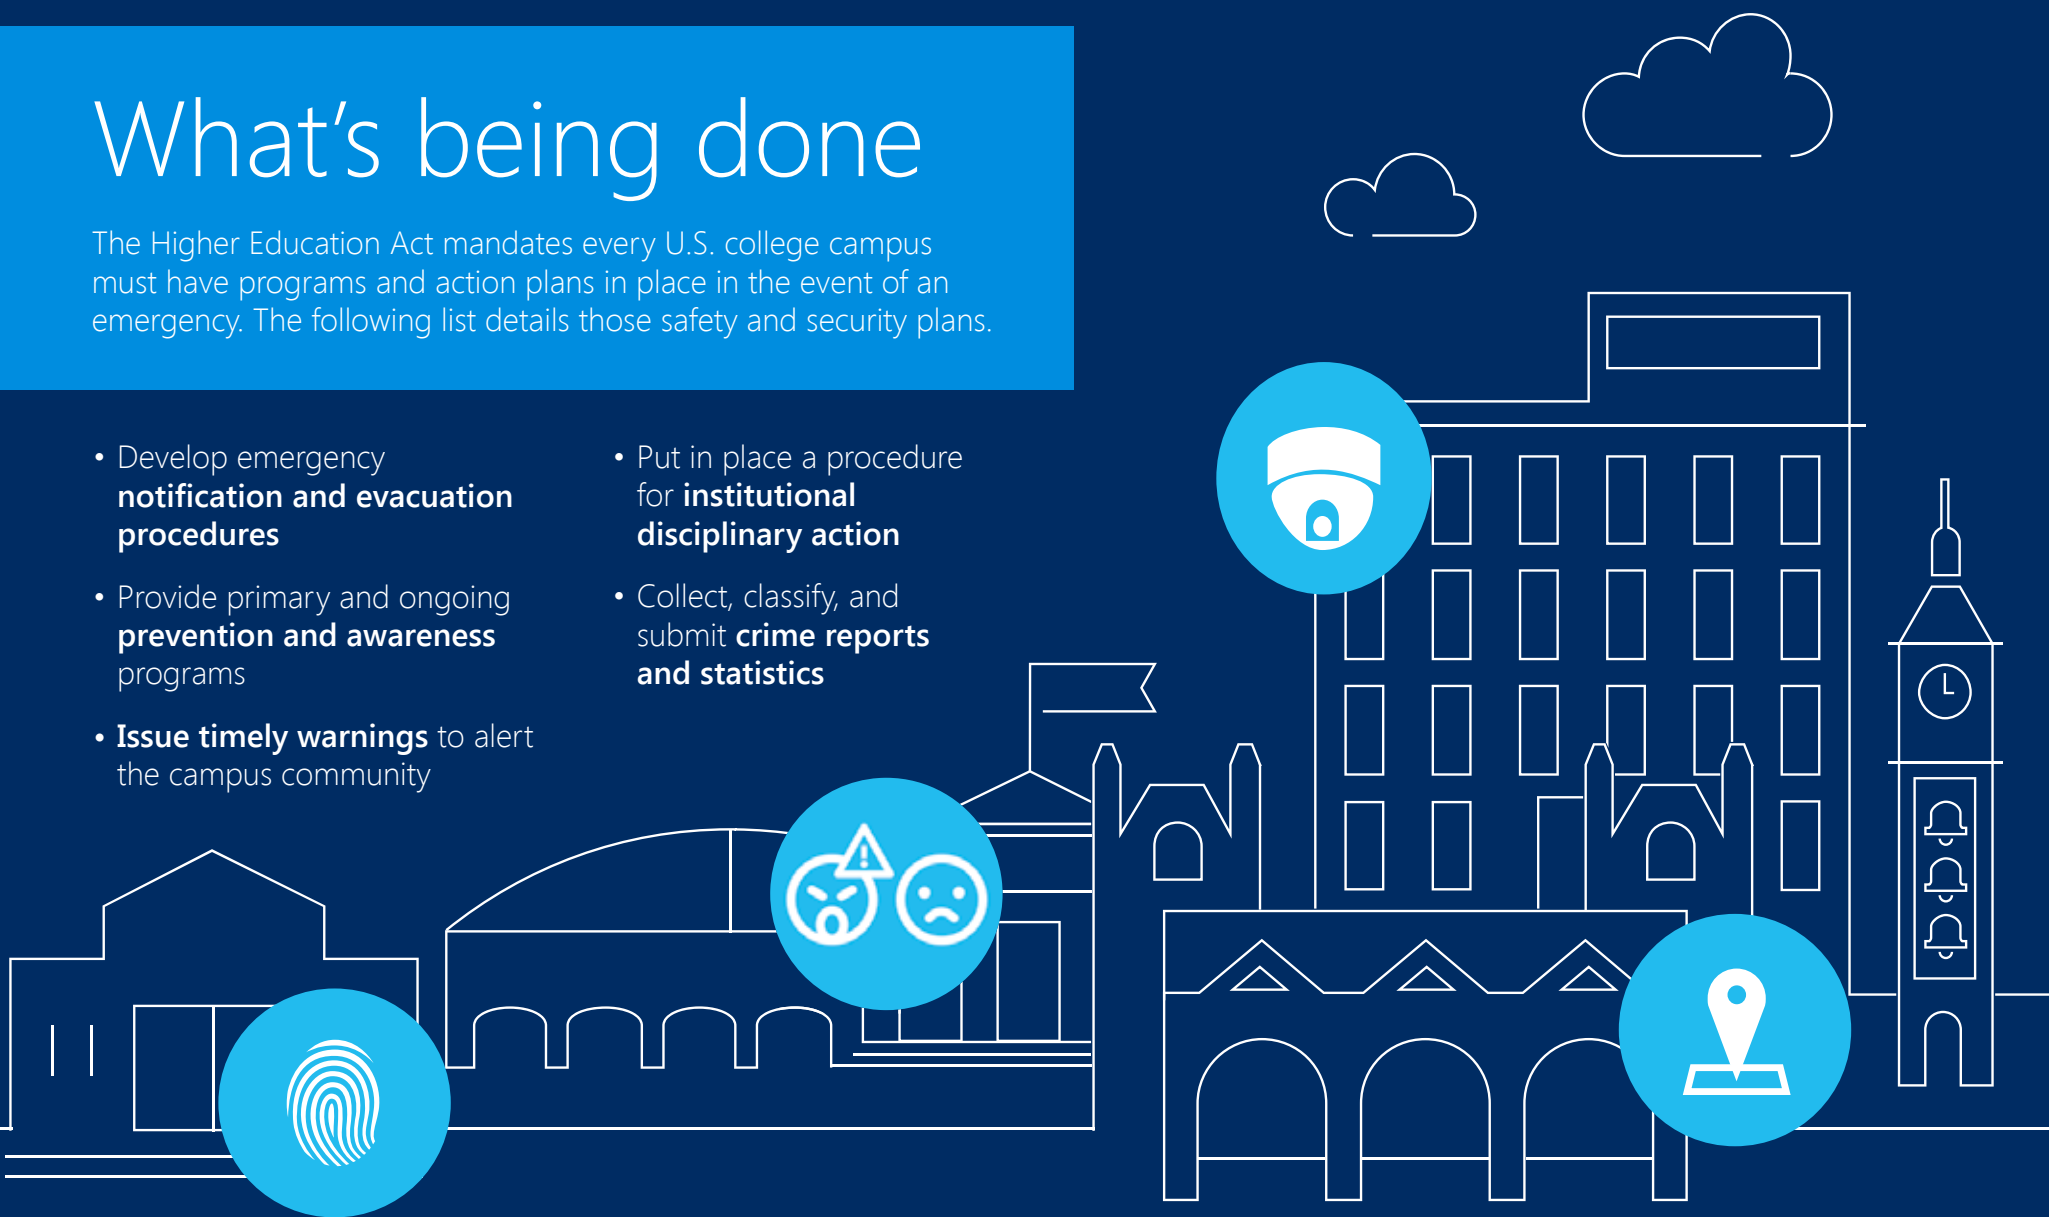 What's being done
The Higher Education Act mandates every U.S. college campus
must have programs and action plans in place in the event of an
emergency. The following list details those safety and security plans.
• Develop emergency
notification and evacuation
procedures
• Provide primary and ongoing
prevention and awareness
programs
• Issue timely warnings to alert
the campus community
• Put in place a procedure
for institutional
disciplinary action
• Collect, classify, and
submit crime reports
and statistics